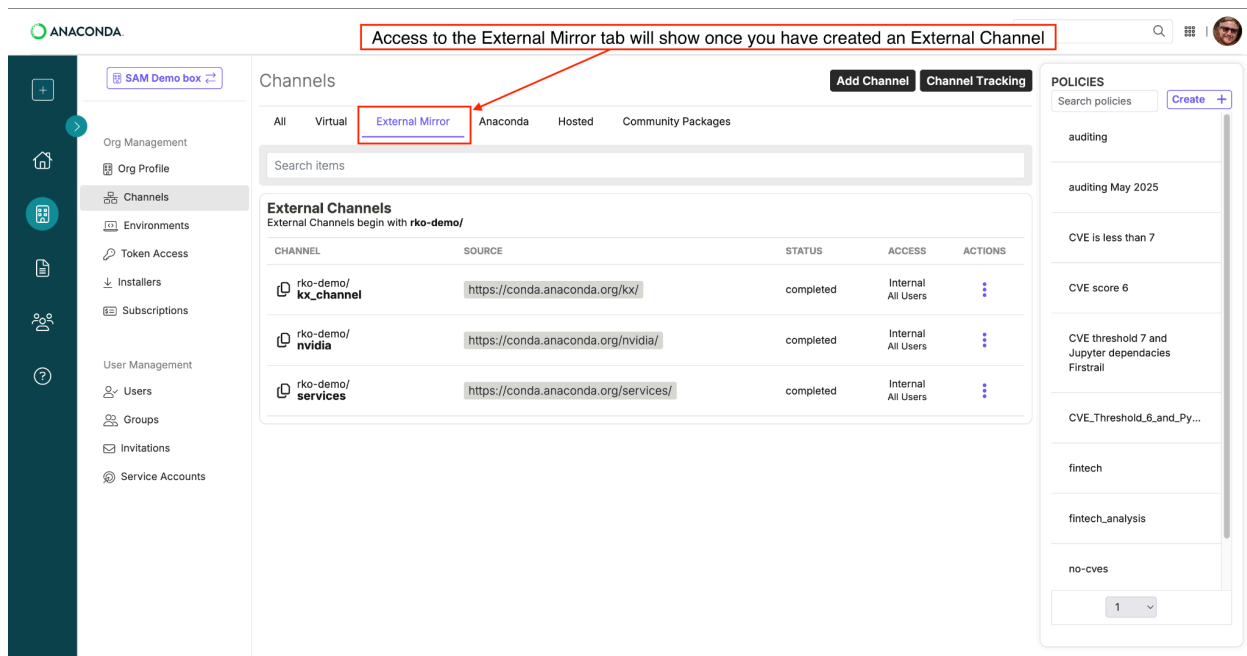 ANACONDA.
Access to the External Mirror tab will show once you have created an External Channel
SAM Demo box
Org Management
Org Profile
Channels
Environments
Token Access
Installers
Subscriptions
User Management
Users
Groups
Invitations
Service Accounts
Channels
Add Channel
Channel Tracking
All Virtual External Mirror Anaconda Hosted Community Packages
Search items
External Channels
External Channels begin with rko-demo/
CHANNEL SOURCE STATUS ACCESS ACTIONS
rko-demo/
kx_channel
https://conda.anaconda.org/kx/
completed
Internal
All Users
rko-demo/
nvidia
https://conda.anaconda.org/nvidia/
completed
Internal
All Users
rko-demo/
services
https://conda.anaconda.org/services/
completed
Internal
All Users
POLICIES
Search policies
Create +
auditing
auditing May 2025
CVE is less than 7
CVE score 6
CVE threshold 7 and
Jupyter dependacies
Firstrail
CVE_Threshold_6_and_Py...
fintech
fintech_analysis
no-cves
1